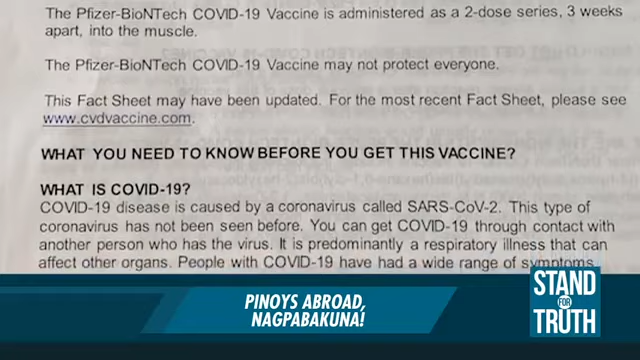 The Pfizer-BioNTech COVID-19 Vaccine is administered as a 2-dose series, 3 weeks
apart, into the muscle.
The Pfizer-BioNTech COVID-19 Vaccine may not protect everyone.
This Fact Sheet may have been updated. For the most recent Fact Sheet, please see
www.cvdvaccine.com.
WHAT YOU NEED TO KNOW BEFORE YOU GET THIS VACCINE?
WHAT IS COVID-19?
COVID-19 disease is caused by a coronavirus called SARS-CoV-2. This type of
coronavirus has not been seen before. You can get COVID-19 through contact with
another person who has the virus. It is predominantly a respiratory illness that can
affect other organs. People with COVID-19 have had a wide range of symptoms
PINOYS ABROAD,
NAGPABAKUNA!
STAND
FOR
TRUTH